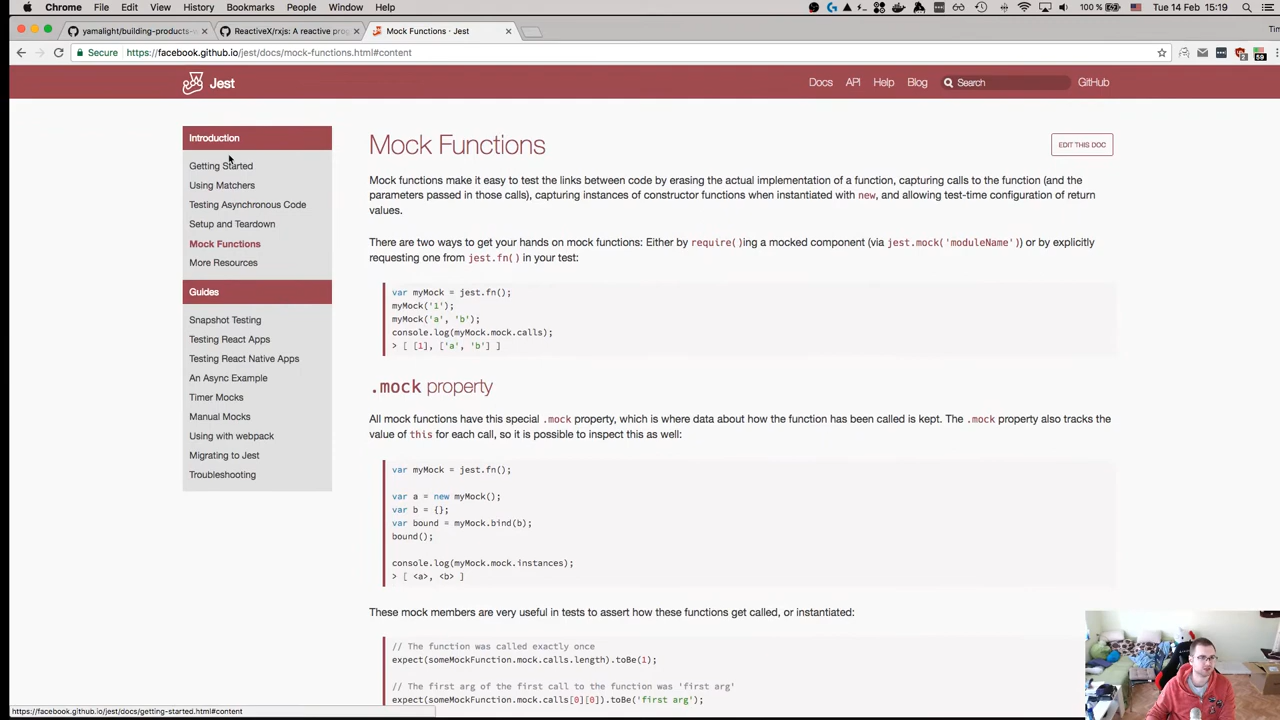 Chrome File Edit View History Bookmarks People Window Help 100 % Tue 14 Feb 15:19
yamalight/building-products-w ReactiveX/rxjs: A reactive pro Mock Functions · Jest Tim
Secure https://facebook.github.io/jest/docs/mock-functions.html#content
Jest Docs API Help Blog Search GitHub
Introduction
Getting Started
Using Matchers
Testing Asynchronous Code
Setup and Teardown
Mock Functions
More Resources
Guides
Snapshot Testing
Testing React Apps
Testing React Native Apps
An Async Example
Timer Mocks
Manual Mocks
Using with webpack
Migrating to Jest
Troubleshooting
Mock Functions
EDIT THIS DOC
Mock functions make it easy to test the links between code by erasing the actual implementation of a function, capturing calls to the function (and the
parameters passed in those calls), capturing instances of constructor functions when instantiated with new, and allowing test-time configuration of return
values.
There are two ways to get your hands on mock functions: Either by require()ing a mocked component (via jest.mock('moduleName') or by explicitly
requesting one from jest.fn() in your test:
var myMock = jest.fn();
myMock('1');
myMock('a', 'b');
console.log(myMock.mock.calls);
> [ [1], ['a', 'b'] ]
.mock property
All mock functions have this special .mock property, which is where data about how the function has been called is kept. The .mock property also tracks the
value of this for each call, so it is possible to inspect this as well:
var myMock = jest.fn();
var a = new myMock();
var b = {};
var bound = myMock.bind(b);
bound();
console.log(myMock.mock.instances);
> [ <a>, <b> ]
These mock members are very useful in tests to assert how these functions get called, or instantiated:
// The function was called exactly once
expect(someMockFunction.mock.calls.length).toBe(1);
// The first arg of the first call to the function was 'first arg'
expect(someMockFunction.mock.calls[0][0]).toBe('first arg');
https://facebook.github.io/jest/docs/getting-started.html#content